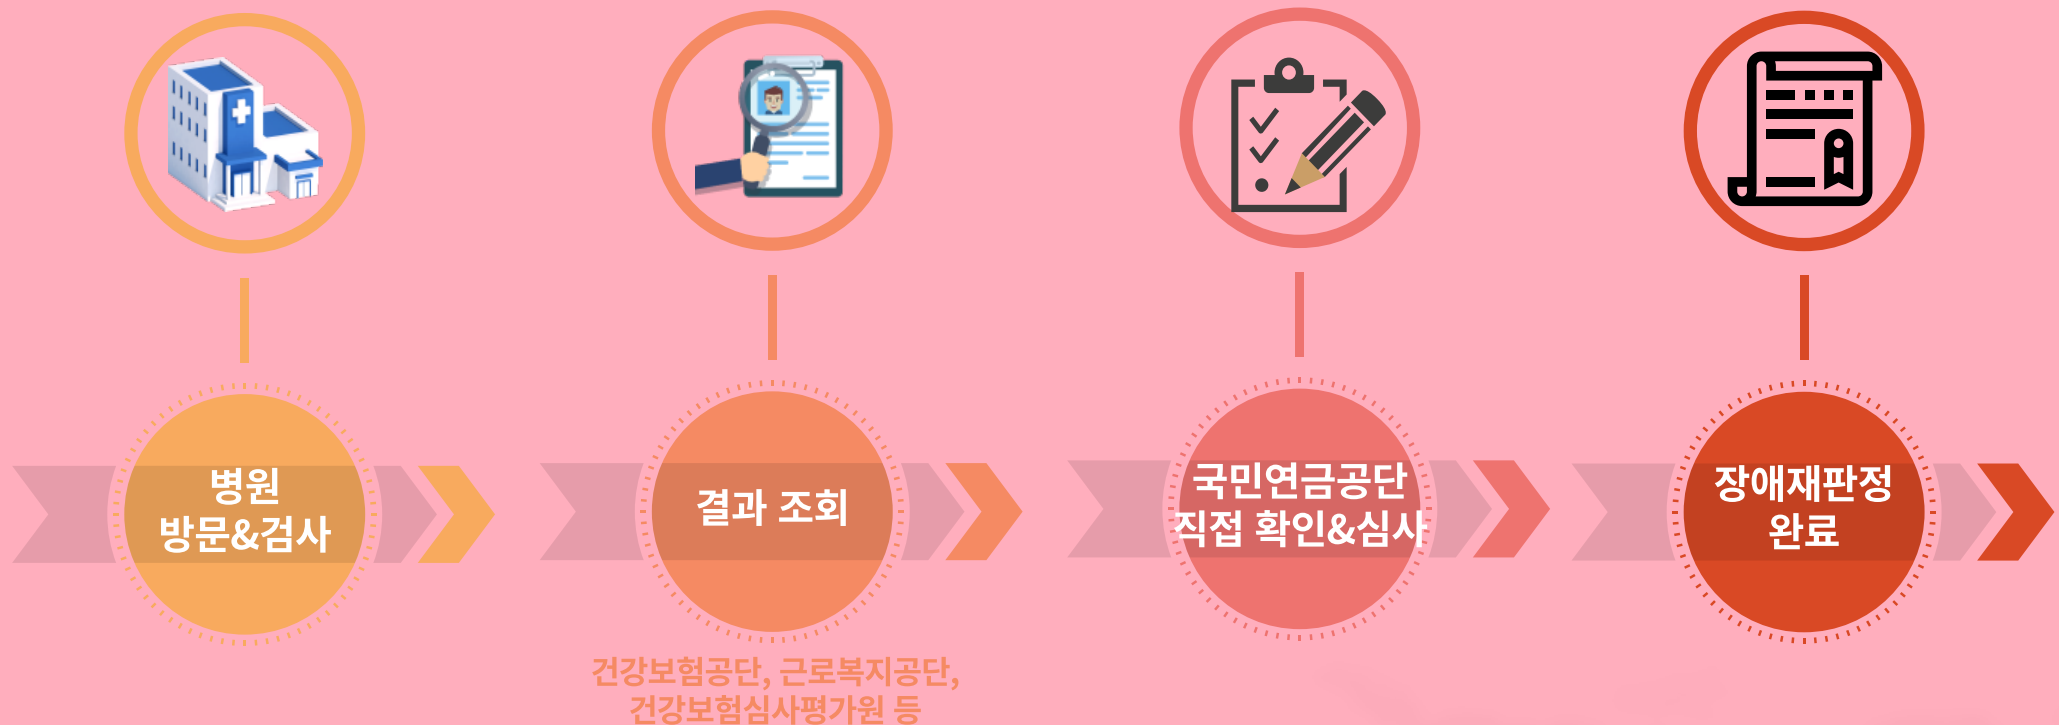 병원
방문&검사
결과 조회
건강보험공단, 근로복지공단,
건강보험심사평가원 등
국민연금공단
직접 확인&심사
장애재판정
완료